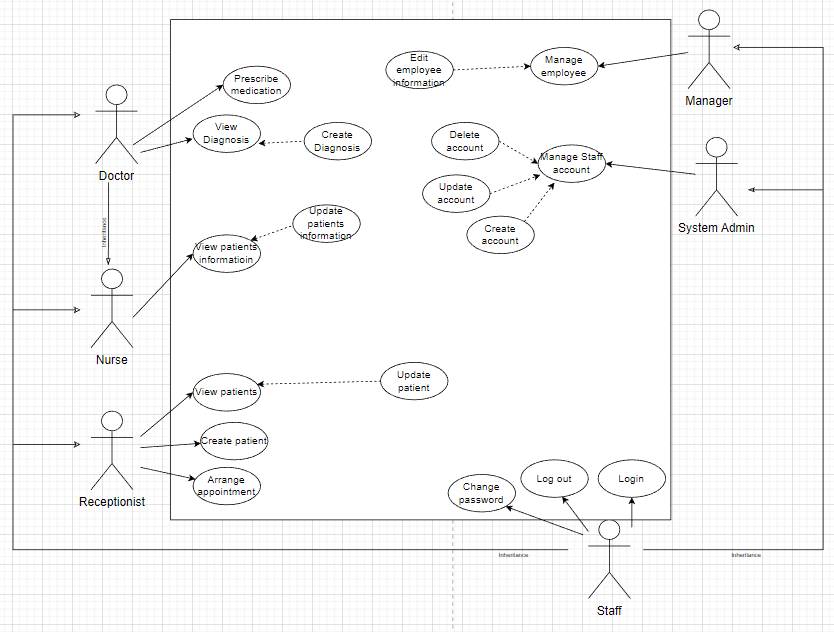 Manager
Edit
employee
information
Manage
employee
Prescribe
medication
View
Diagnosis
Create
Diagnosis
Delete
account
Manage Staff
account
Doctor
Update
account
System Admin
Inheritance
Update
patients
information
Create
account
View patients
informatioin
Nurse
Update
patient
View patients
Create patient
Arrange
appointment
Receptionist
Change
password
Log out
Login
Inheritance
Inheritance
Staff